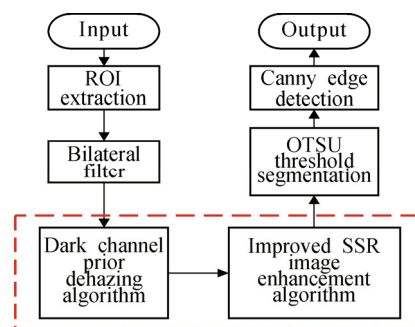 Input
ROI
extraction
Bilateral
filter
Dark channel
prior
dehazing
algorithm
Improved SSR
image
enhancement
algorithm
OTSU
threshold
segmentation
Canny edge
detection
Output